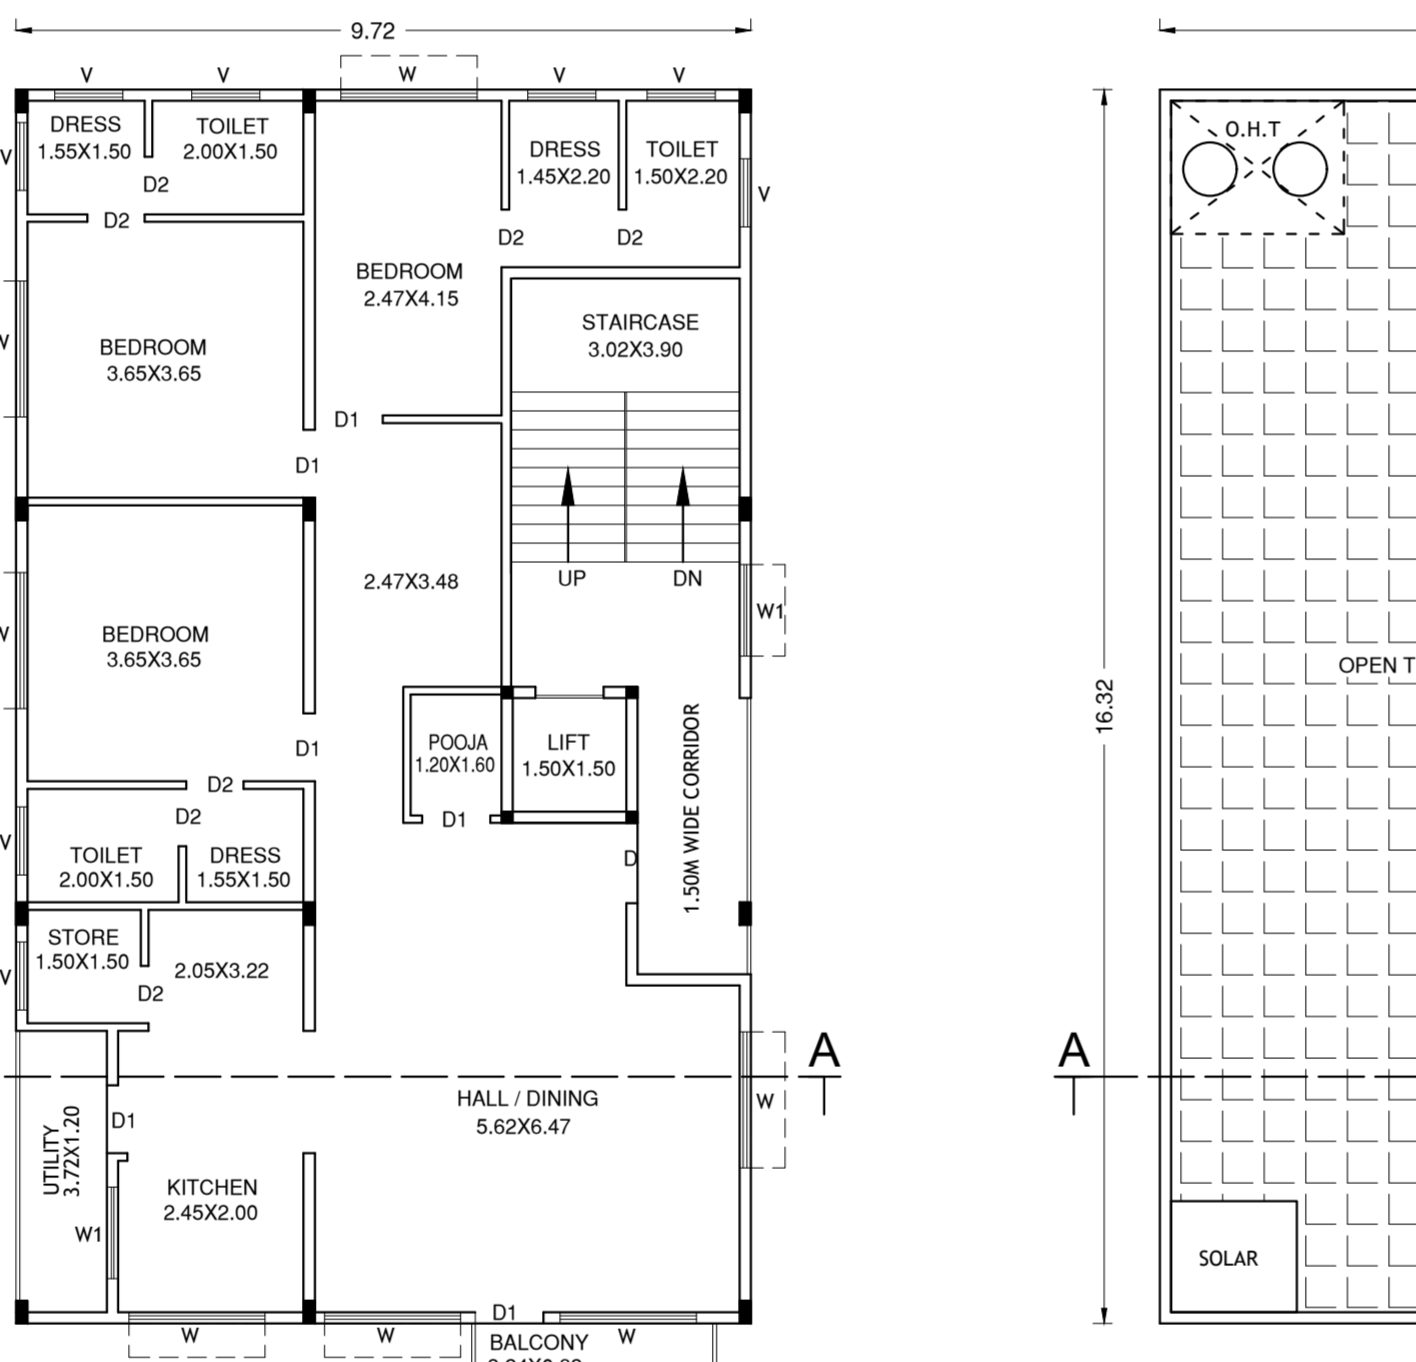 9.72
V
V
W
V
V
DRESS
1.55X1.50
TOILET
2.00X1.50
DRESS
1.45X2.20
TOILET
1.50X2.20
O.H.T
V
V
D2
D2
D2
D2
BEDROOM
2.47X4.15
STAIRCASE
3.02X3.90
BEDROOM
3.65X3.65
W
D1
D1
UP
DN
2.47X3.48
W1
BEDROOM
3.65X3.65
W
OPEN T
16.32
D1
POOJA
1.20X1.60
LIFT
1.50X1.50
1.50M WIDE CORRIDOR
D2
D2
D1
V
TOILET
2.00X1.50
DRESS
1.55X1.50
D
STORE
1.50X1.50
2.05X3.22
V
D2
A
A
HALL / DINING
5.62X6.47
W
D1
UTILITY
3.72X1.20
KITCHEN
2.45X2.00
W1
SOLAR
D1
W
W
W
BALCONY